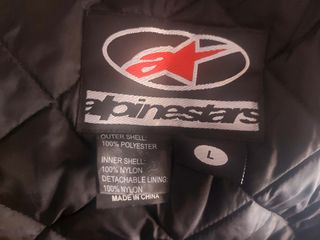 alpinestars
OUTER SHELL:
100% POLYESTER
L
INNER SHELL:
100% NYLON
DETACHABLE LINING
100% NYLON
MADE IN CHINA